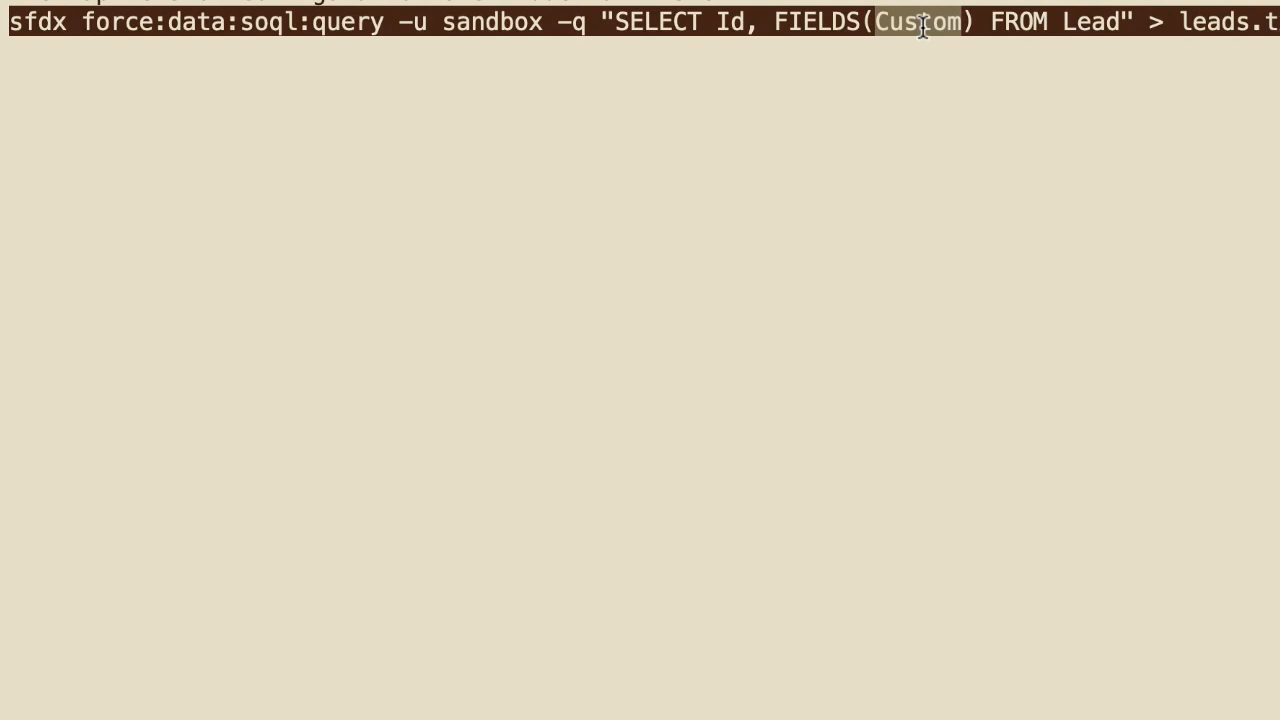 sfdx force:data:soql:query -u sandbox -q "SELECT Id, FIELDS(Custom) FROM Lead" > leads.t